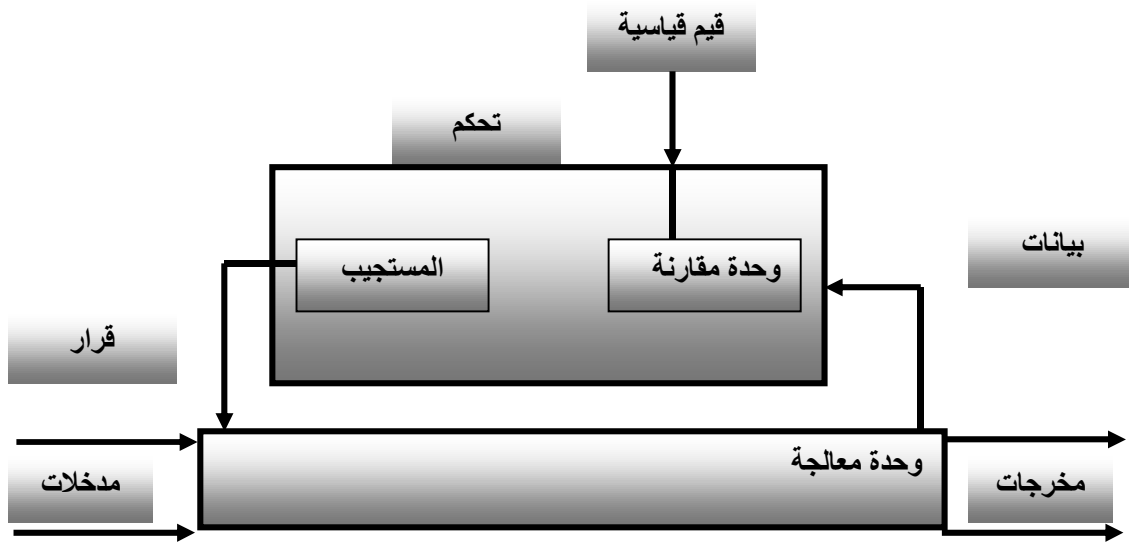 قيم قياسية
تحكم
بيانات
وحدة مقارنة
المستجيب
قرار
وحدة معالجة
مخرجات
مدخلات